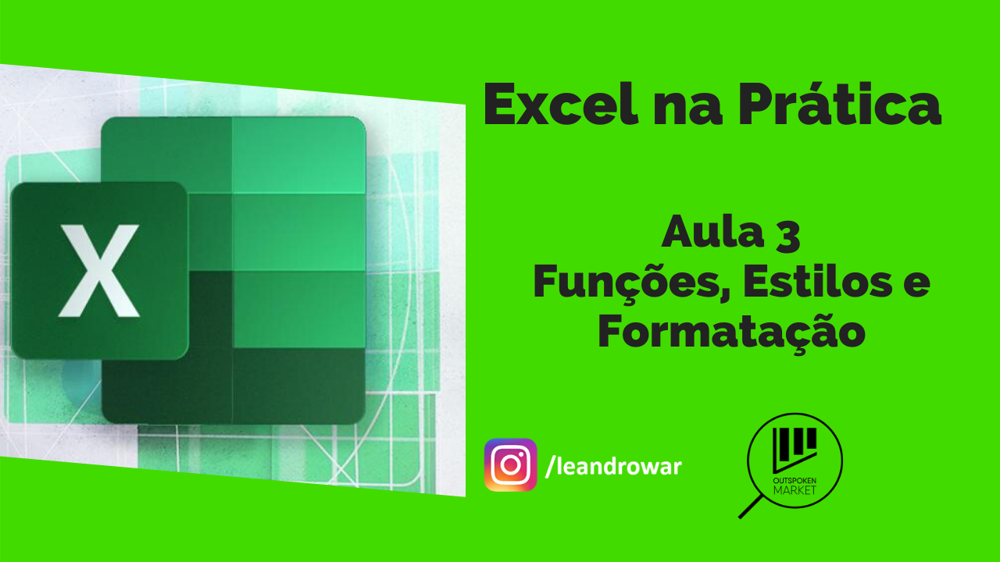 Excel na Prática
X
Aula 3
Funções, Estilos e
Formatação
/leandrowar
OUTSPOKEN
MARKET